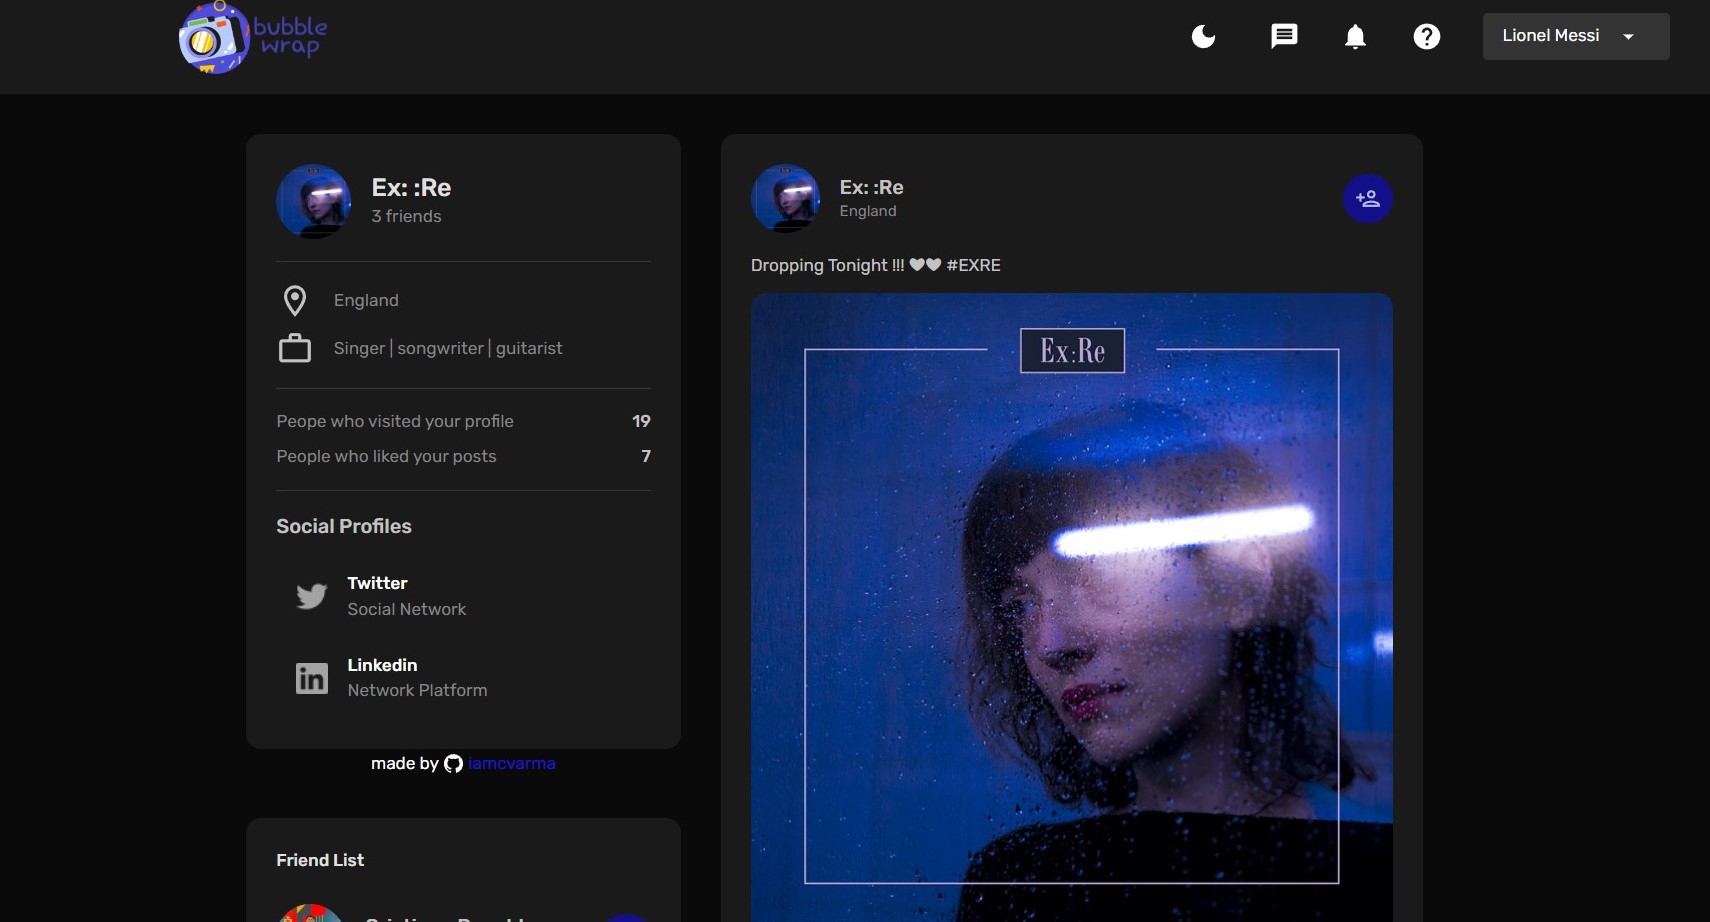 bubble
wrap
Lionel Messi
Ex: :Re
3 friends
England
Singer | songwriter | guitarist
Peope who visited your profile 19
People who liked your posts 7
Social Profiles
Twitter
Social Network
Linkedin
Network Platform
made by iamcvarma
Friend List
Ex: :Re
England
Dropping Tonight !!! 🖤🖤 #EXRE
Ex:Re